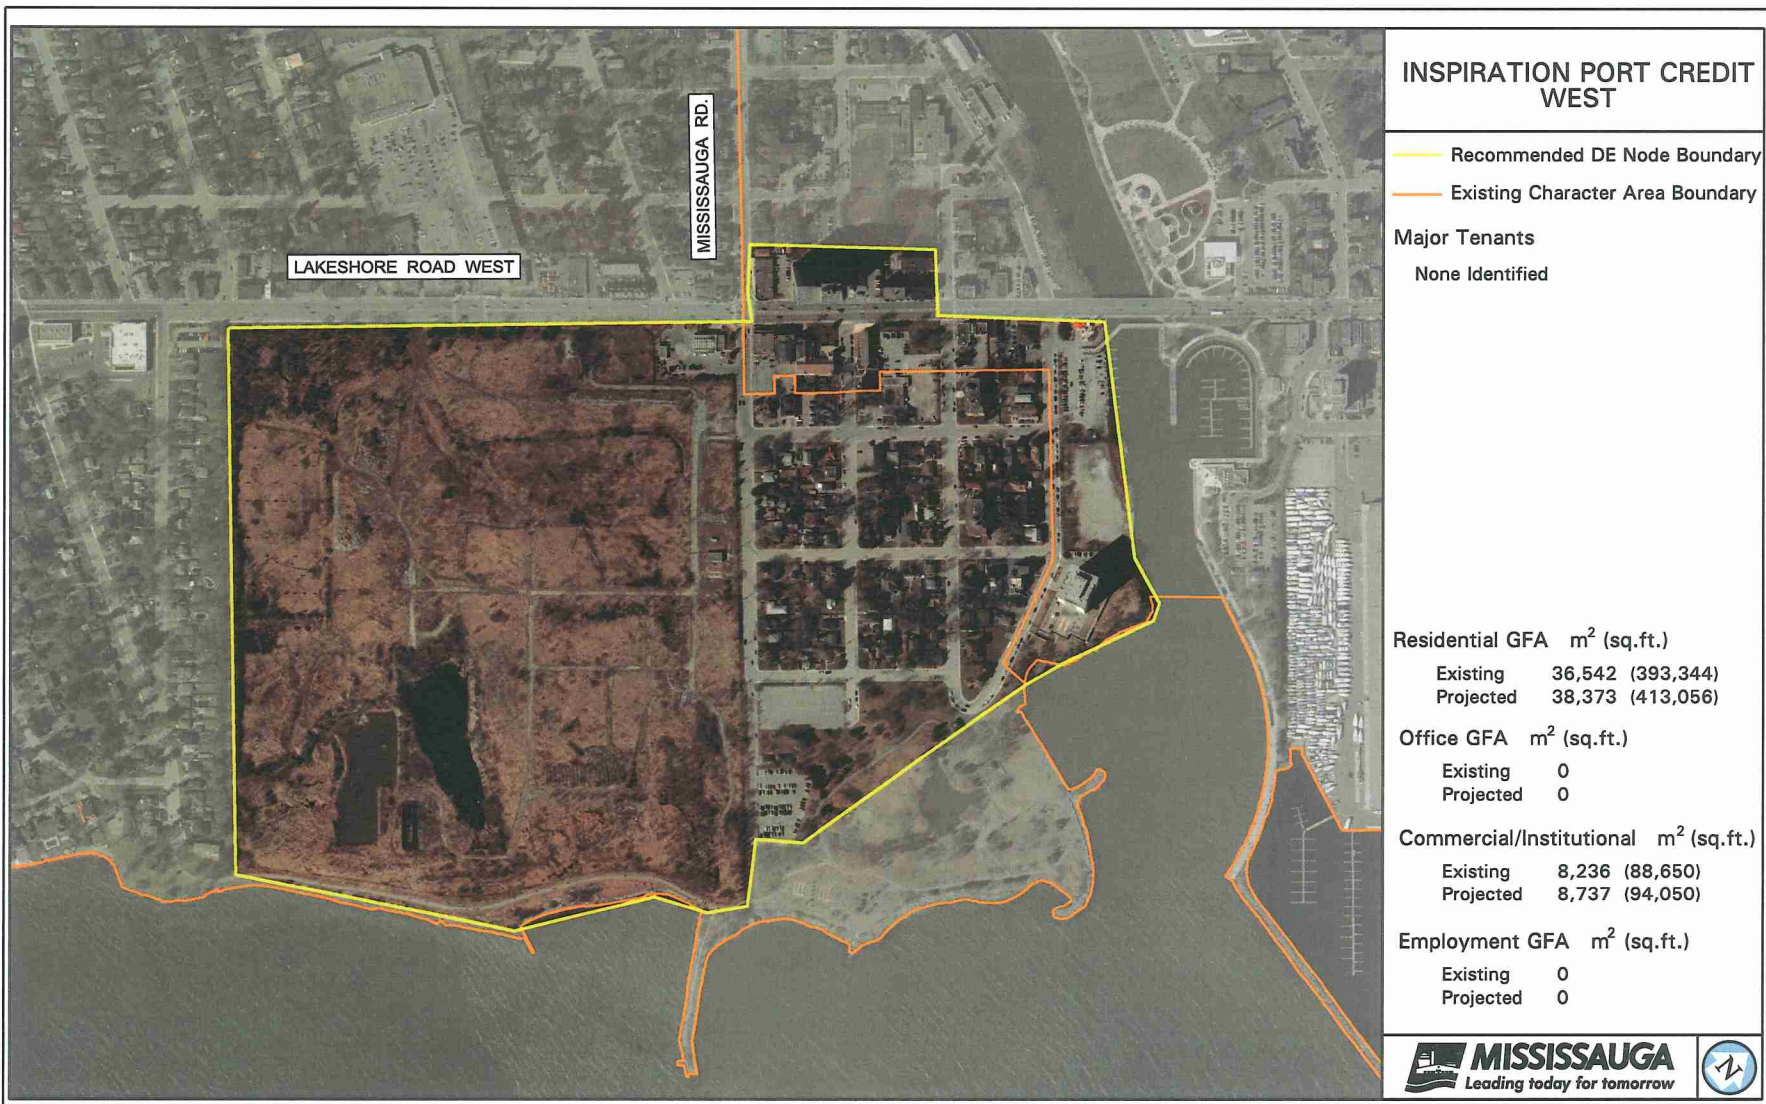 INSPIRATION PORT CREDIT
WEST
Recommended DE Node Boundary
Existing Character Area Boundary
Major Tenants
None Identified
MISSISSAUGA RD.
LAKESHORE ROAD WEST
Residential GFA m² (sq.ft.)
Existing 36,542 (393,344)
Projected 38,373 (413,056)
Office GFA m² (sq.ft.)
Existing 0
Projected 0
Commercial/Institutional m² (sq.ft.)
Existing 8,236 (88,650)
Projected 8,737 (94,050)
Employment GFA m² (sq.ft.)
Existing 0
Projected 0
MISSISSAUGA
Leading today for tomorrow
N